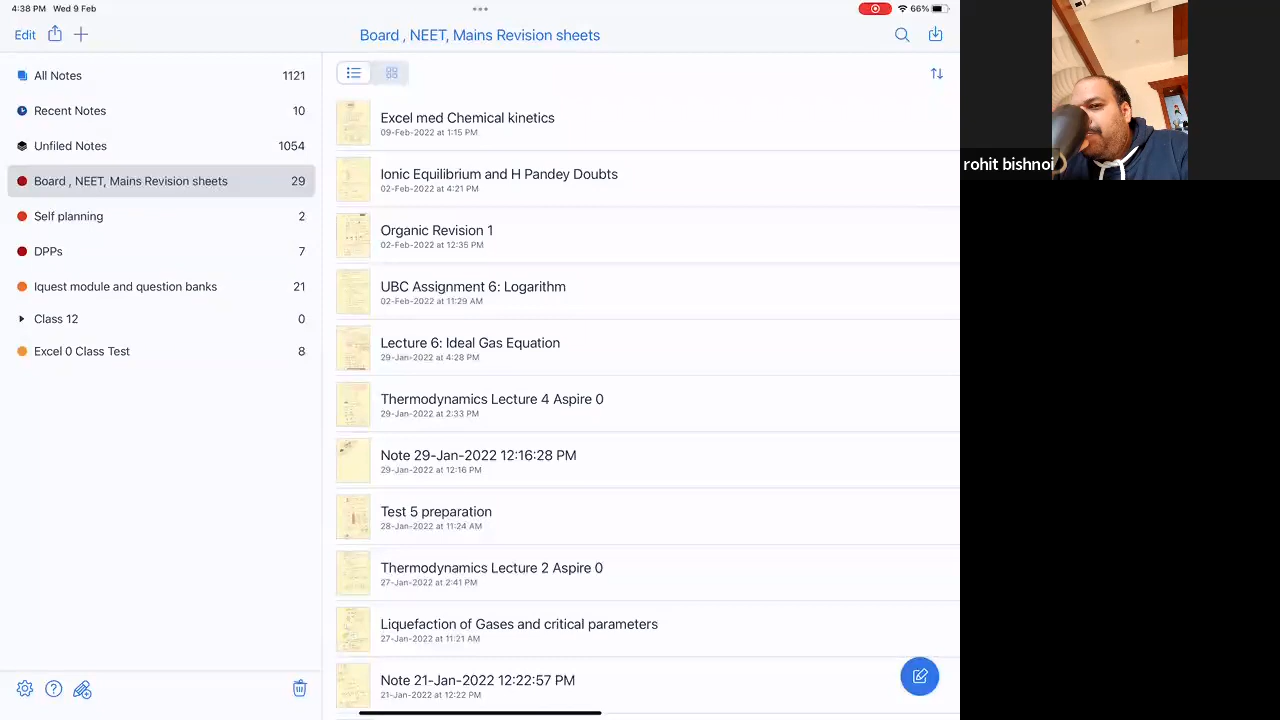 4:38 PM Wed 9 Feb
66%
Edit
Board , NEET, Mains Revision sheets
All Notes 1121
Recent Notes 10
Unfiled Notes 1054
Board , NEET, Mains Revision sheets 29
Self planning 2
DPPs 7
Iquest module and question banks 21
Class 12 0
Excel 0 Class Test 8
Excel med Chemical kinetics
09-Feb-2022 at 1:15 PM
Ionic Equilibrium and H Pandey Doubts
02-Feb-2022 at 4:21 PM
Organic Revision 1
02-Feb-2022 at 12:35 PM
UBC Assignment 6: Logarithm
02-Feb-2022 at 11:29 AM
Lecture 6: Ideal Gas Equation
29-Jan-2022 at 4:28 PM
Thermodynamics Lecture 4 Aspire 0
29-Jan-2022 at 2:33 PM
Note 29-Jan-2022 12:16:28 PM
29-Jan-2022 at 12:16 PM
Test 5 preparation
28-Jan-2022 at 11:24 AM
Thermodynamics Lecture 2 Aspire 0
27-Jan-2022 at 2:41 PM
Liquefaction of Gases and critical parameters
27-Jan-2022 at 11:21 AM
Note 21-Jan-2022 12:22:57 PM
21-Jan-2022 at 12:22 PM
rohit bishnoi